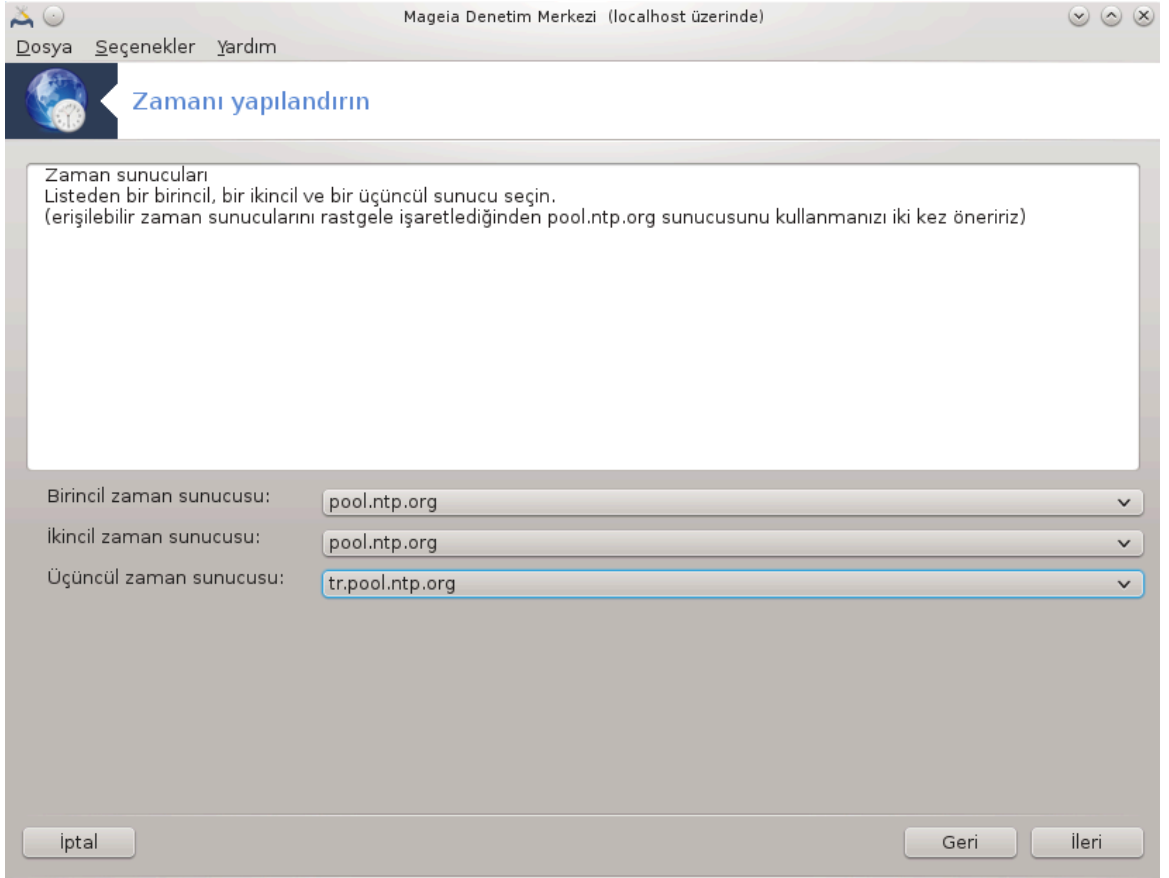 Mageia Denetim Merkezi (localhost üzerinde)
Dosya Seçenekler Yardım
Zamanı yapılandırın
Zaman sunucuları
Listeden bir birincil, bir ikincil ve bir üçüncül sunucu seçin.
(erişilebilir zaman sunucularını rastgele işaretlediğinden pool.ntp.org sunucusunu kullanmanızı iki kez öneririz)
Birincil zaman sunucusu: pool.ntp.org
İkincil zaman sunucusu: pool.ntp.org
Üçüncül zaman sunucusu: tr.pool.ntp.org
İptal Geri İleri